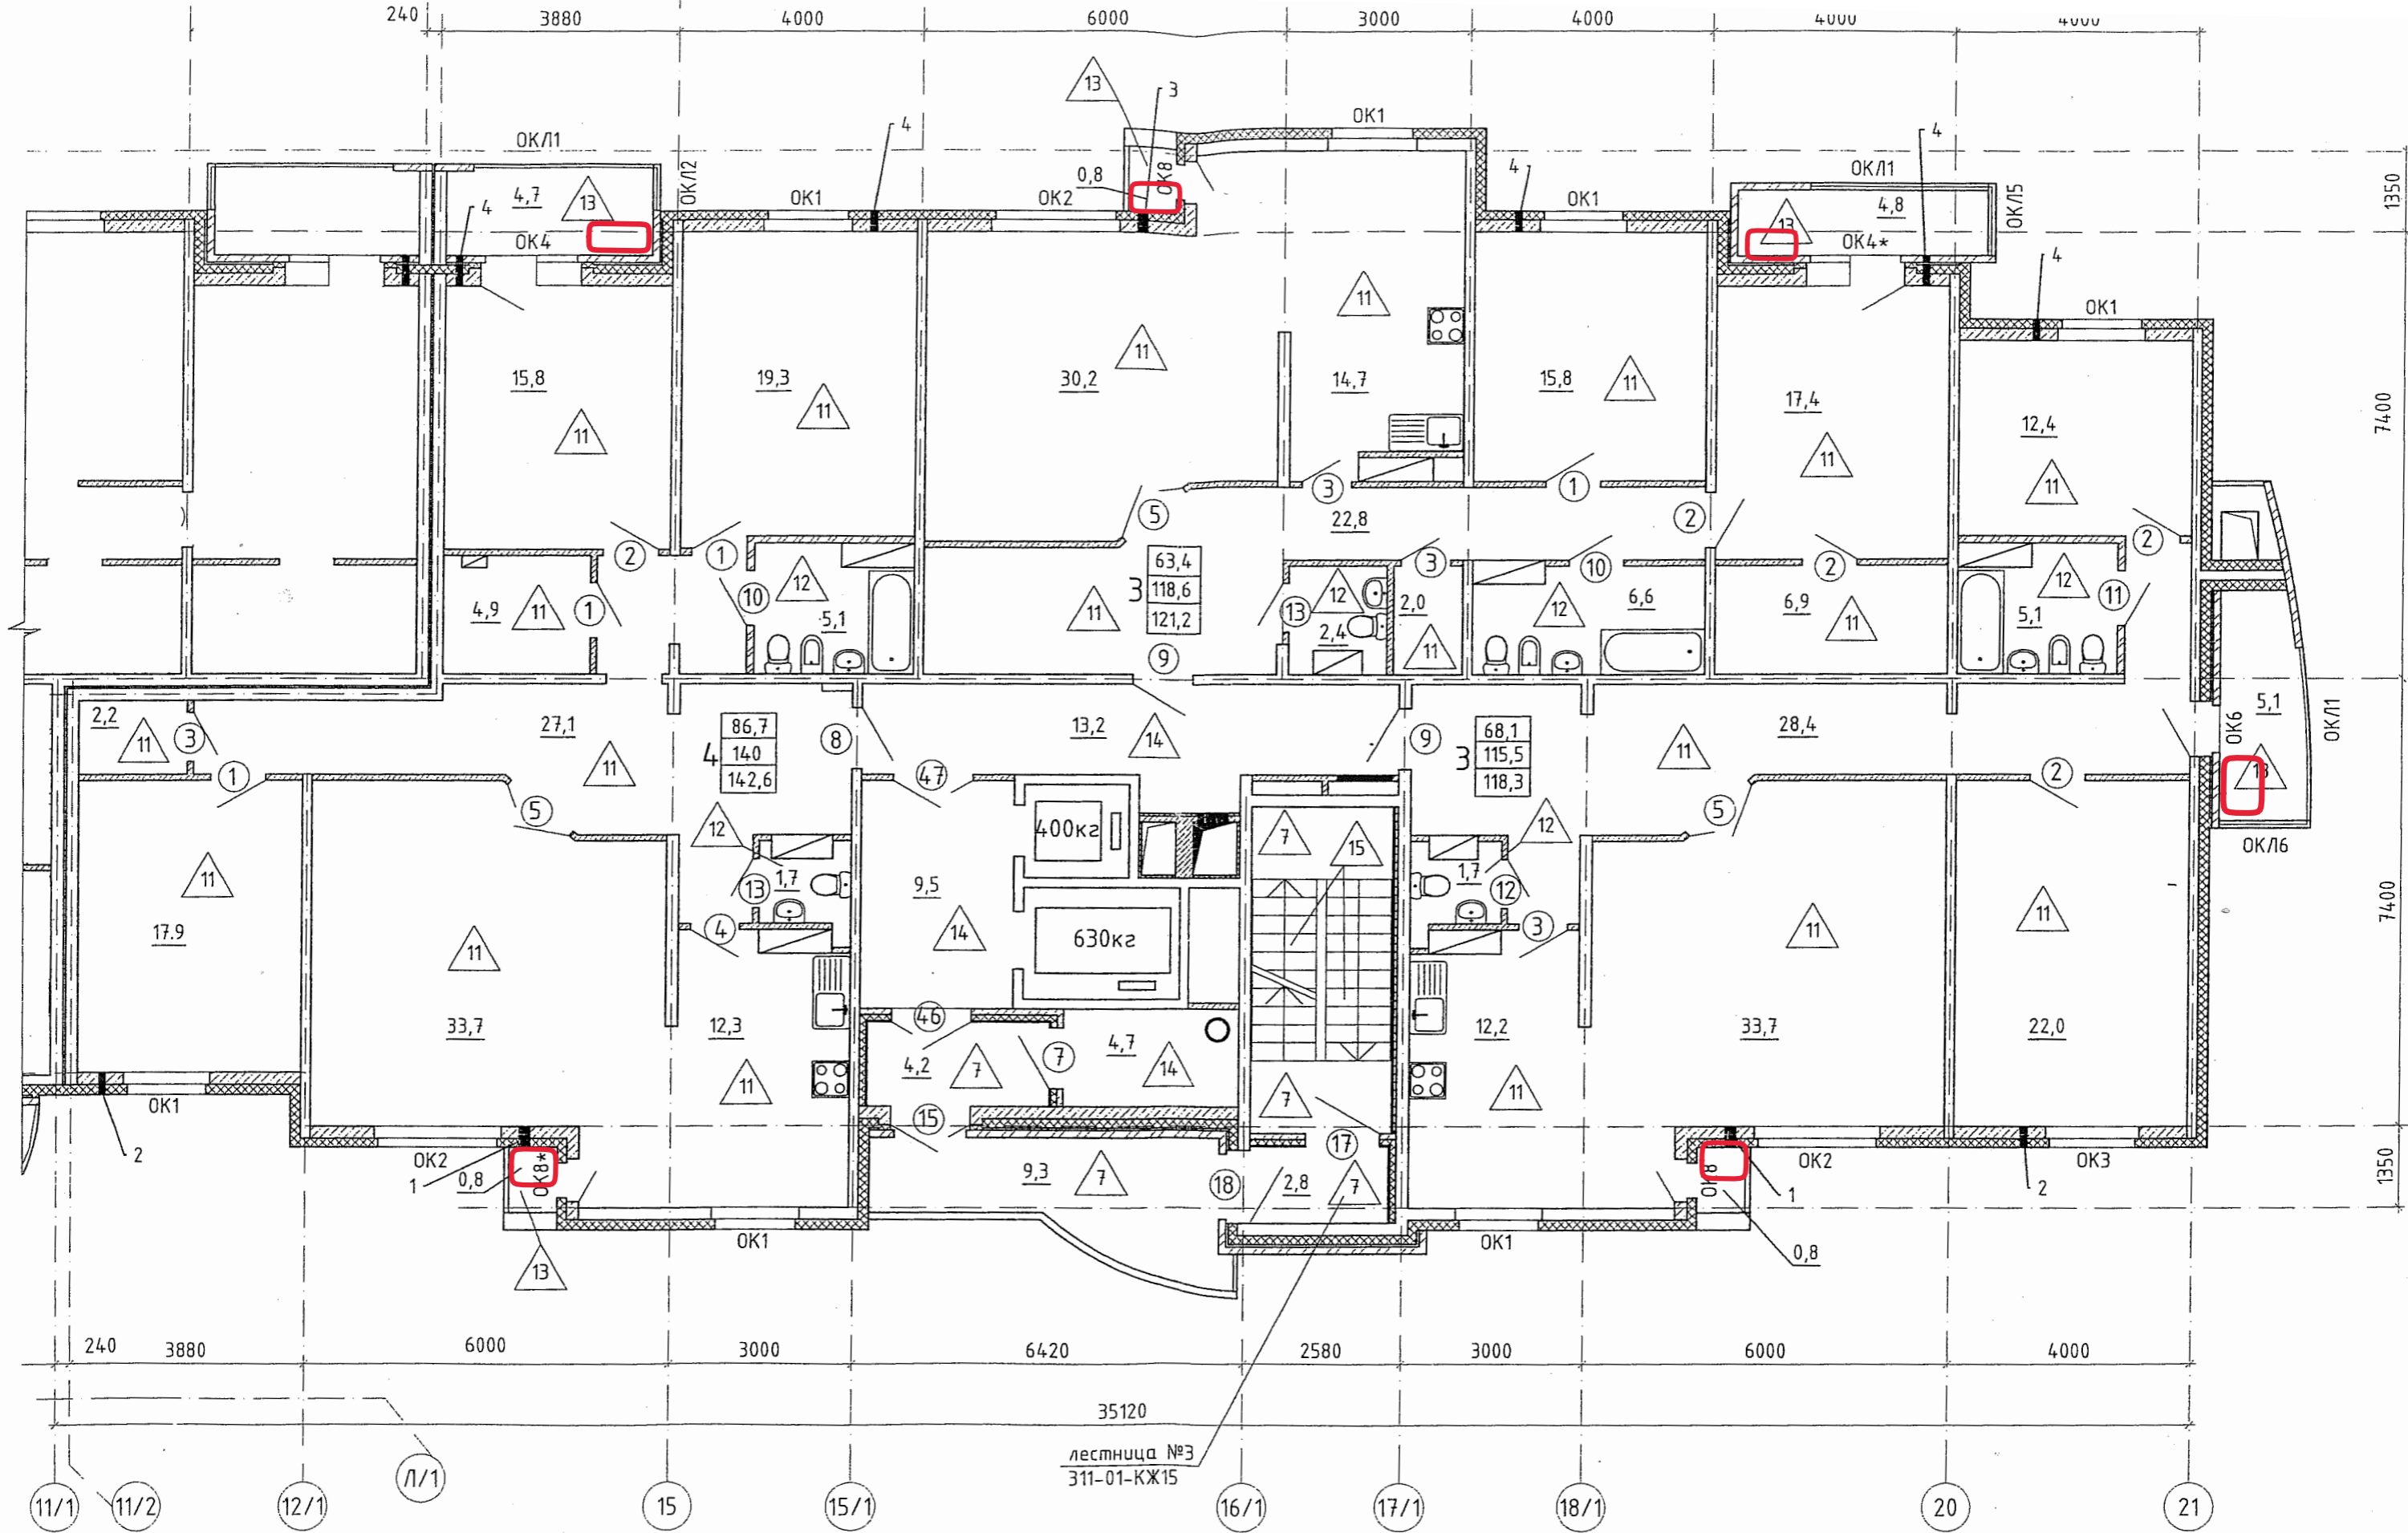 240 3880 4000 6000 3000 4000 4000 4000
13 3
ОК1
ОКЛ1 ОКЛ2 4 ОК8 4 4 ОКЛ1 ОКЛ5 1350
4,7 13 4 ОК1 ОК2 0,8 ОК1 13 4,8
ОК4 ОК4* 4
11 11 ОК1
15,8 19,3 30,2 14,7 15,8 11 17,4 7400
11 11 11 12,4
11
3 1
5 22,8 2 2
2 1 63,4 3 10 2
10 12 3 118,6 12 12 12
4,9 11 1 5,1 11 121,2 13 2,4 2,0 6,6 6,9 11 5,1 11
9 11
2,2 11 3 27,1 86,7 8 13,2 14 9 68,1 28,4 5,1 ОКЛ1
4 140 3 115,5 11 ОК6
1 11 142,6 47 118,3 2 13
5 12 400кг 7 15 12 5 ОКЛ6
11 13 1,7 9,5 1,7 12 11
17.9 11 4 14 630кг 3 11 7400
33,7 12,3 46 4,7 12,2 33,7 22,0
11 4,2 7 7 14 7 11
ОК1 15 17
2 ОК2 ОК8* 9,3 7 18 2,8 7 ОК8 ОК2 ОК3 1350
1 0,8 1 2
ОК1 ОК1 0,8
13
240 3880 6000 3000 6420 2580 3000 6000 4000
35120
лестница №3
311-01-КЖ15
Л/1
11/1 11/2 12/1 15 15/1 16/1 17/1 18/1 20 21